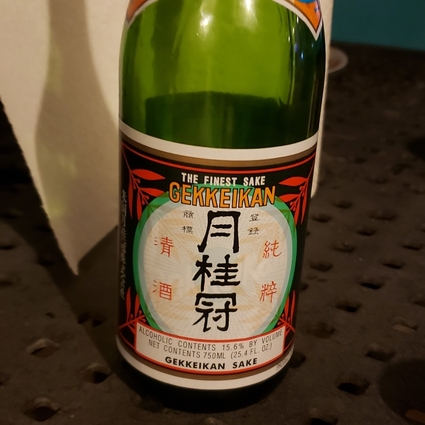 THE FINEST SAKE
GEKKEIKAN
登録
商標
月桂冠
純粋
清酒
ALCOHOLIC CONTENTS 15.6% BY VOLUME
NET CONTENTS 750ML (25.4 FL. OZ.)
GEKKEIKAN SAKE